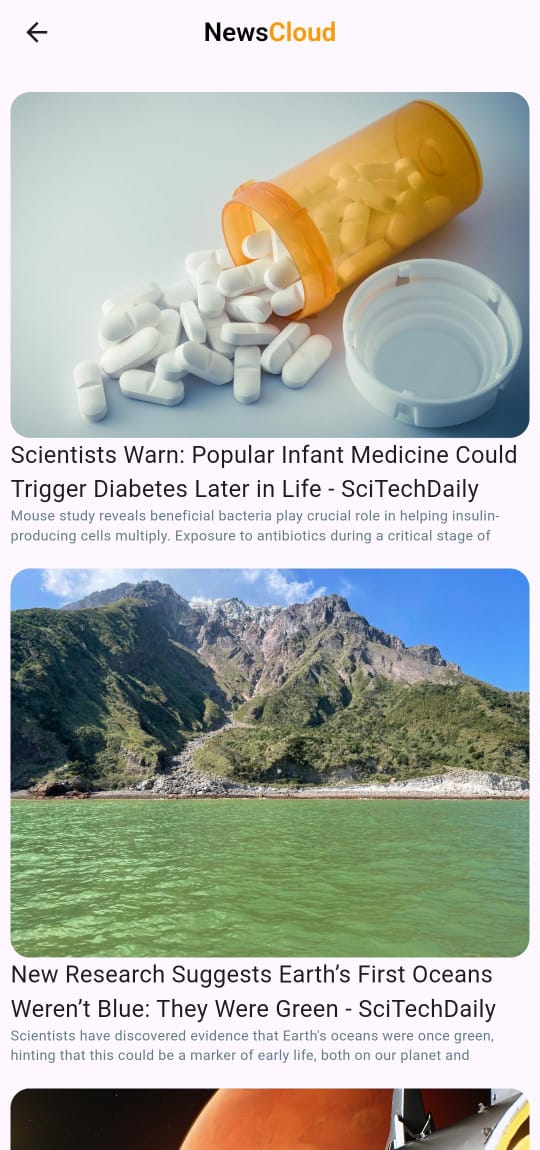 NewsCloud
Scientists Warn: Popular Infant Medicine Could
Trigger Diabetes Later in Life - SciTechDaily
Mouse study reveals beneficial bacteria play crucial role in helping insulin-
producing cells multiply. Exposure to antibiotics during a critical stage of
New Research Suggests Earth’s First Oceans
Weren’t Blue: They Were Green - SciTechDaily
Scientists have discovered evidence that Earth's oceans were once green,
hinting that this could be a marker of early life, both on our planet and